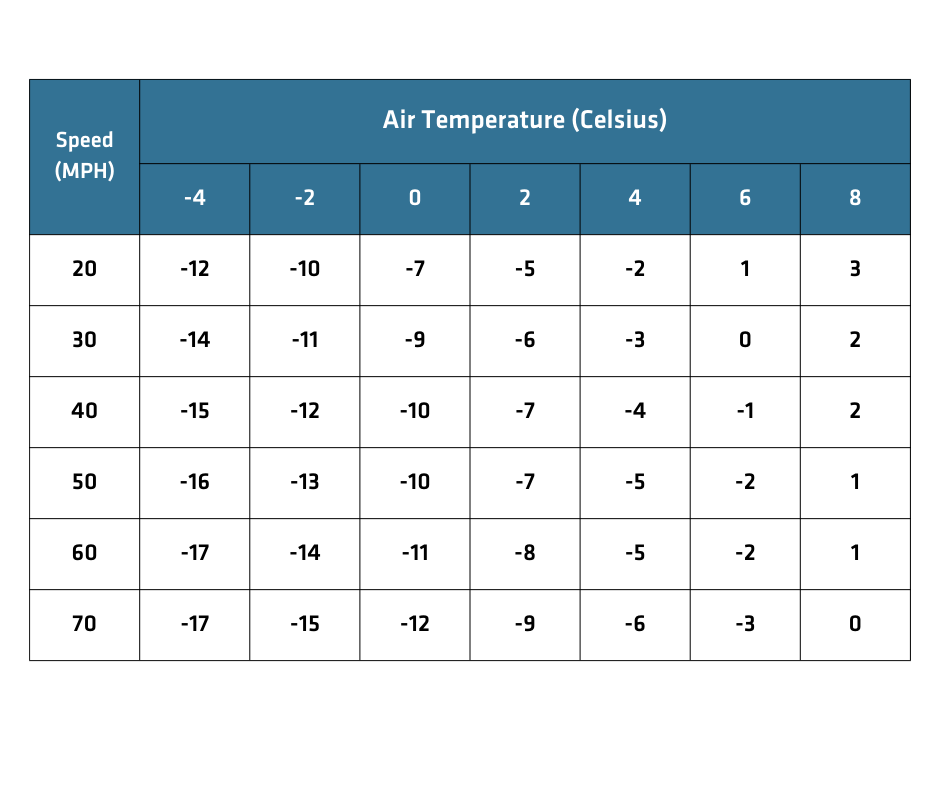 Air Temperature (Celsius)
Speed
(MPH)
-4 -2 0 2 4 6 8
20 -12 -10 -7 -5 -2 1 3
30 -14 -11 -9 -6 -3 0 2
40 -15 -12 -10 -7 -4 -1 2
50 -16 -13 -10 -7 -5 -2 1
60 -17 -14 -11 -8 -5 -2 1
70 -17 -15 -12 -9 -6 -3 0